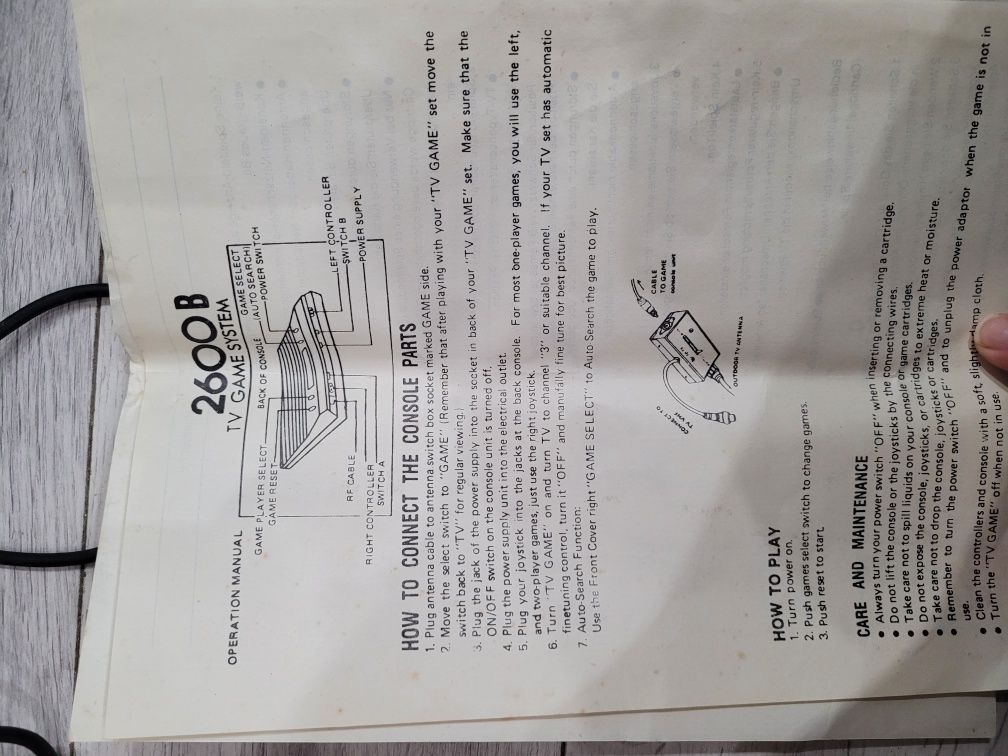 OPERATION MANUAL
2600B
TV GAME SYSTEM
GAME PLAYER SELECT
GAME RESET
BACK OF CONSOLE
GAME SELECT
(AUTO SEARCH)
POWER SWITCH
RF CABLE
RIGHT CONTROLLER
SWITCH A
LEFT CONTROLLER
SWITCH B
POWER SUPPLY
HOW TO CONNECT THE CONSOLE PARTS
1. Plug antenna cable to antenna switch box socket marked GAME side.
2. Move the select switch to "GAME" (Remember that after playing with your "TV GAME" set move the
switch back to "TV" for regular viewing.)
3. Plug the jack of the power supply into the socket in back of your "TV GAME" set. Make sure that the
ON/OFF switch on the console unit is turned off.
4. Plug the power supply unit into the electrical outlet.
5. Plug your joystick into the jacks at the back console. For most one-player games, you will use the left,
and two-player games, just use the right joystick.
6. Turn "TV GAME" on and turn TV to channel "3" or suitable channel. If your TV set has automatic
finetuning control, turn it "OFF" and manufally fine tune for best picture.
7. Auto-Search Function:
Use the Front Cover right "GAME SELECT" to Auto Search the game to play.
CABLE
TO GAME
console unit
CONNECT TO
OUTDOOR TV ANTENNA
HOW TO PLAY
1. Turn power on.
2. Push games select switch to change games.
3. Push reset to start.
CARE AND MAINTENANCE
● Always turn your power switch "OFF" when inserting or removing a cartridge.
● Do not lift the console or the joysticks by the connecting wires.
● Take care not to spill liquids on your console or game cartridges.
● Do not expose the console, joysticks, or cartridges to extreme heat or moisture.
● Take care not to drop the console, joysticks or cartridges.
● Remember to turn the power switch "OFF" and to unplug the power adaptor when the game is not in
use.
● Clean the controllers and console with a soft, slightly damp cloth.
● Turn the "TV GAME" off when not in use.